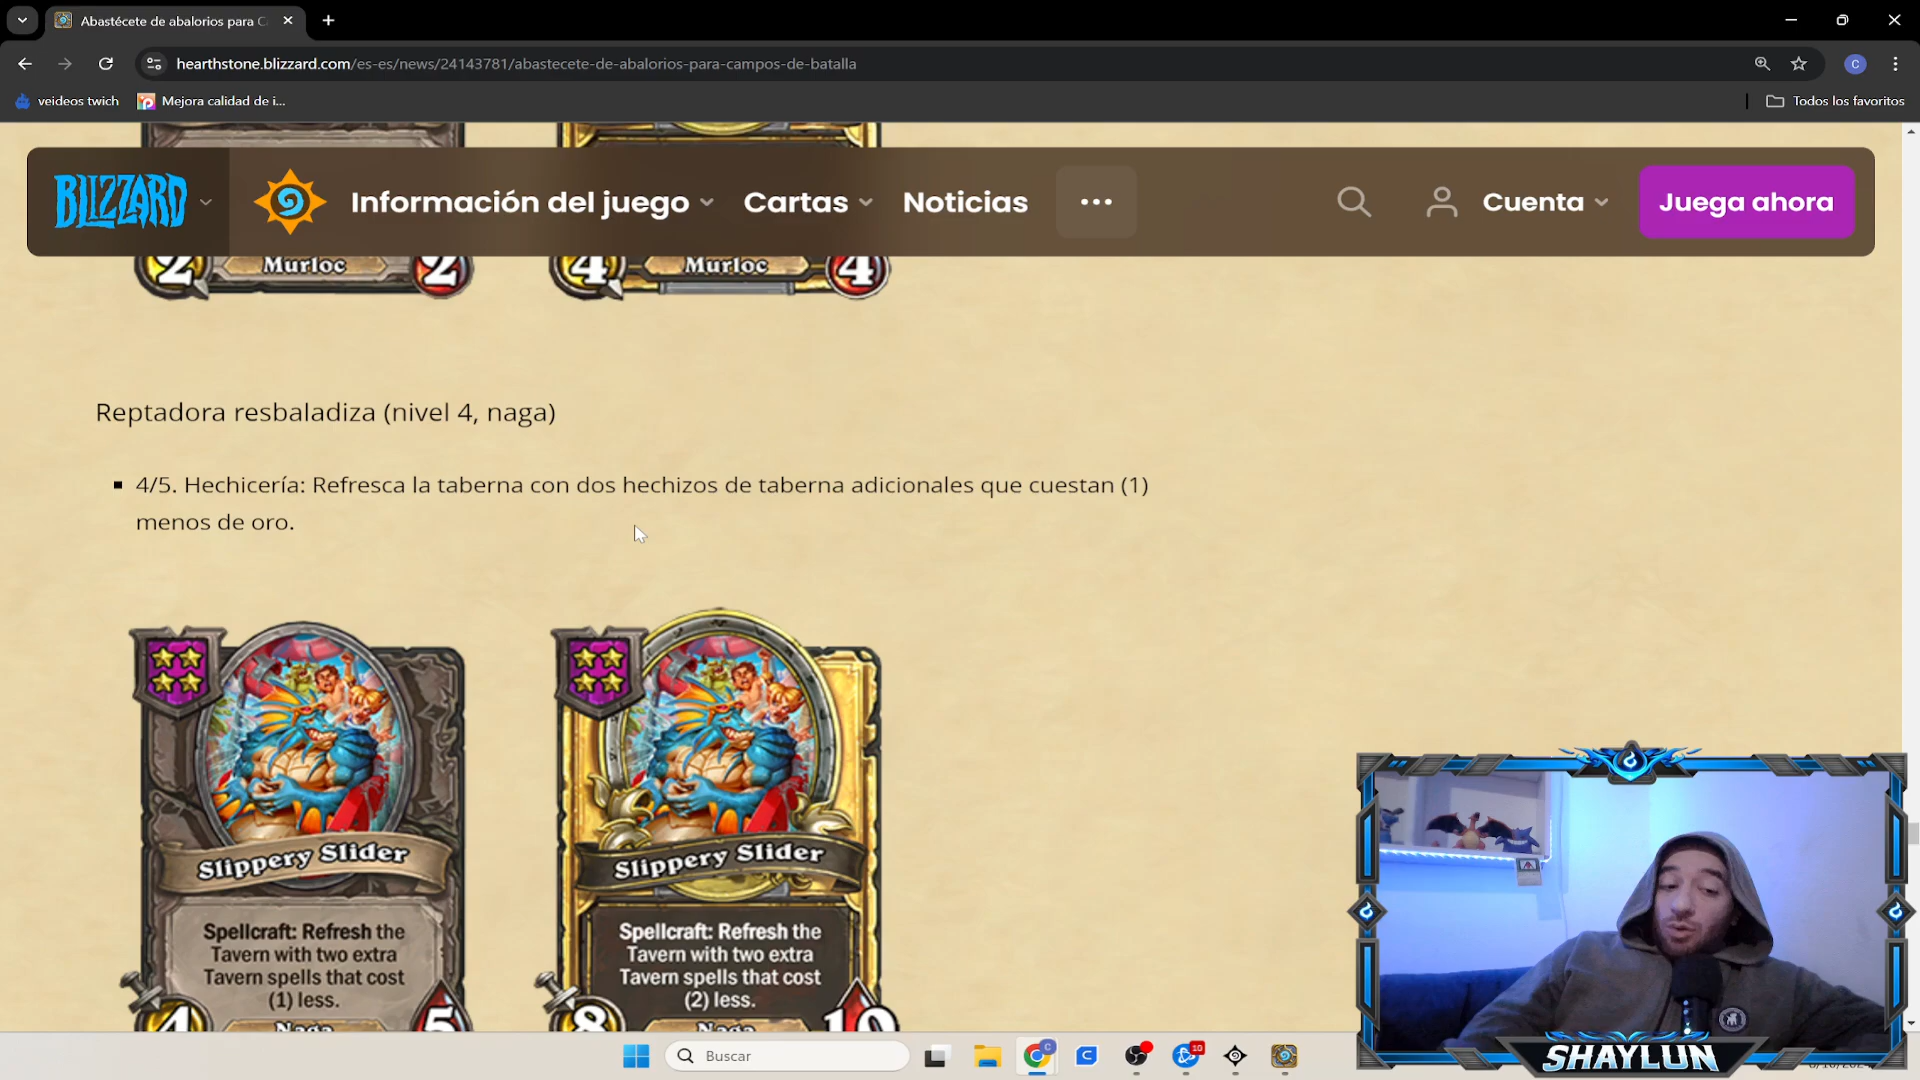 Abastécete de abalorios para C
hearthstone.blizzard.com/es-es/news/24143781/abastecete-de-abalorios-para-campos-de-batalla
C
veideos twich
Mejora calidad de i...
Todos los favoritos
BLIZZARD
Información del juego
Cartas
Noticias
Cuenta
Juega ahora
2 Murloc 2
4 Murloc 4
Reptadora resbaladiza (nivel 4, naga)
4/5. Hechicería: Refresca la taberna con dos hechizos de taberna adicionales que cuestan (1)
menos de oro.
Slippery Slider
Spellcraft: Refresh the
Tavern with two extra
Tavern spells that cost
(1) less.
4 Naga 5
Slippery Slider
Spellcraft: Refresh the
Tavern with two extra
Tavern spells that cost
(2) less.
8 Naga 10
Buscar
C
10
SHAYLUN